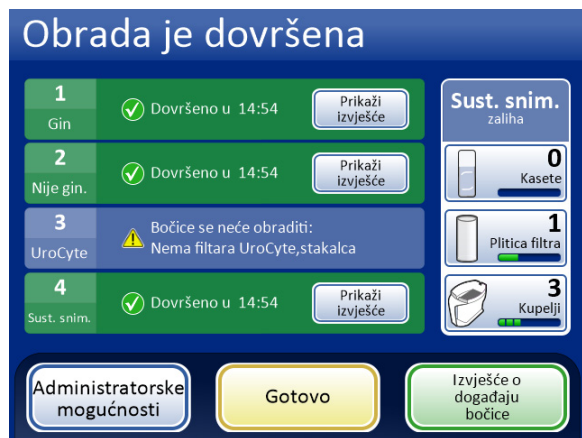 Obrada je dovršena
1
Gin
Dovršeno u 14:54
Prikaži
izvješće
2
Nije gin.
Dovršeno u 14:54
Prikaži
izvješće
3
UroCyte
Bočice se neće obraditi:
Nema filtara UroCyte,stakalca
4
Sust. snim.
Dovršeno u 14:54
Prikaži
izvješće
Sust. snim.
zaliha
0
Kasete
1
Plitica filtra
3
Kupelji
Administratorske
mogućnosti
Gotovo
Izvješće o
događaju
bočice